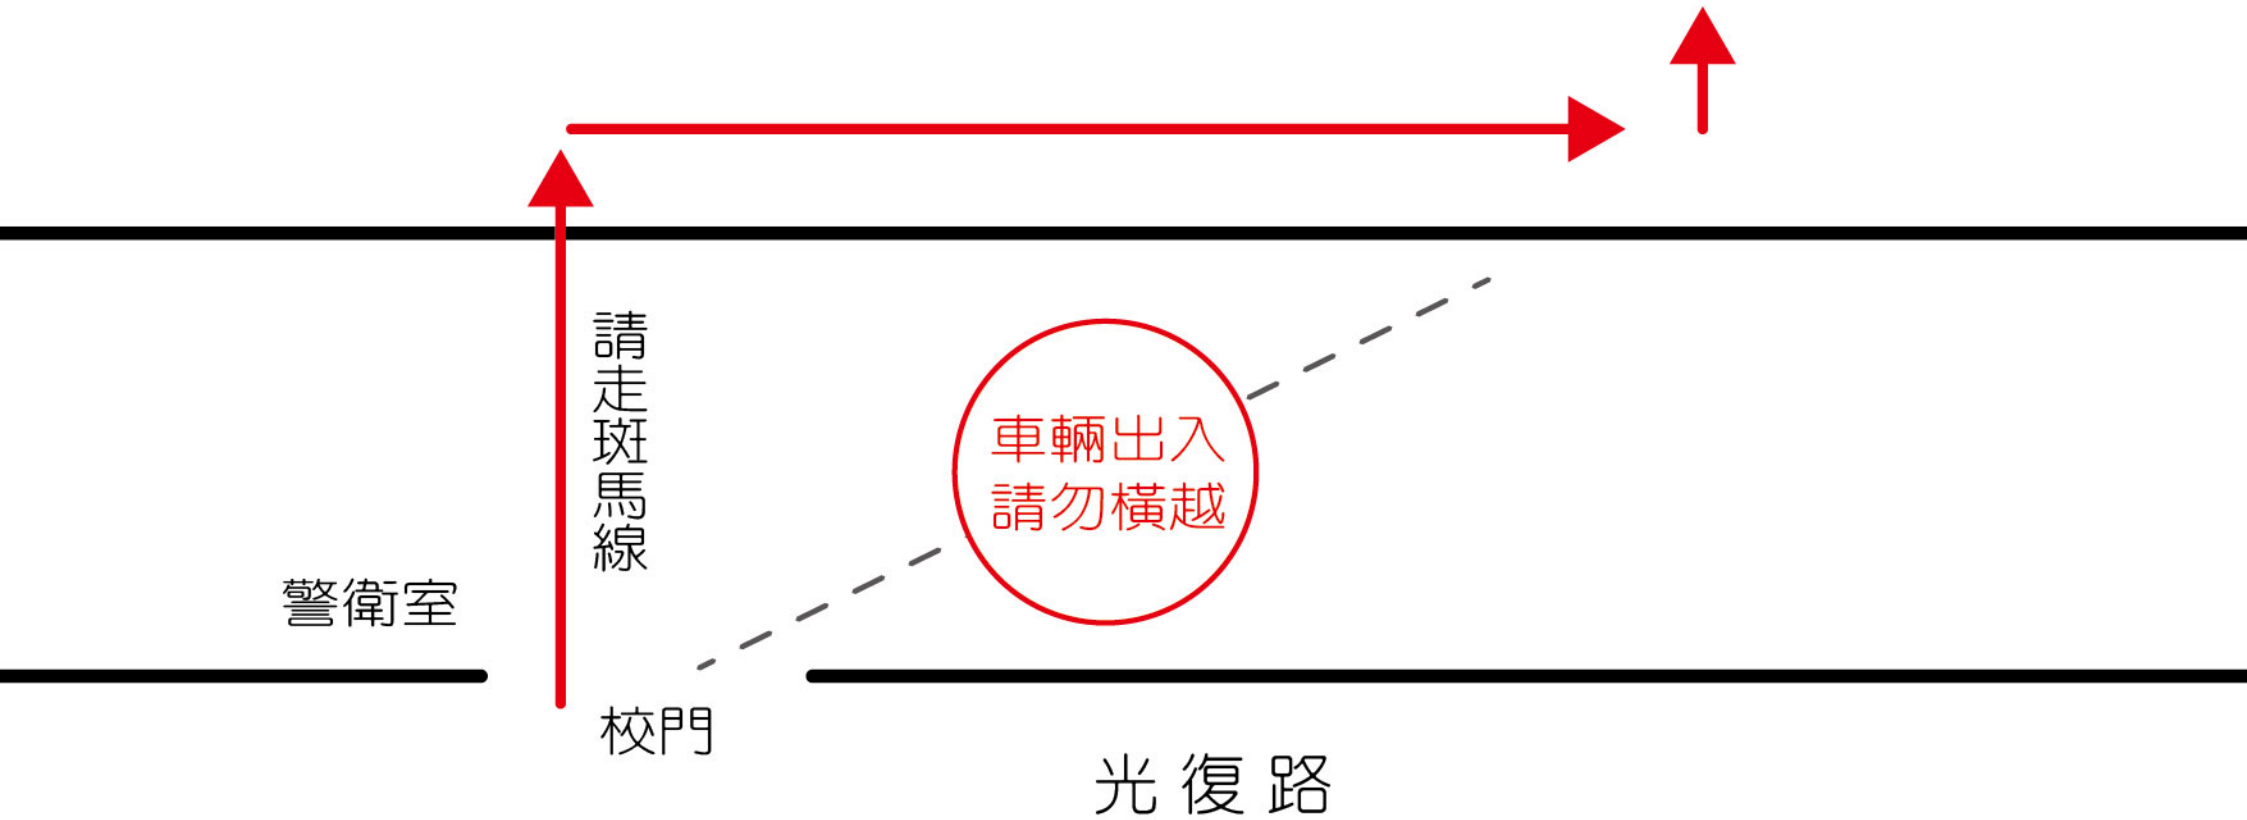 請走斑馬線
車輛出入
請勿橫越
警衛室
校門
光復路